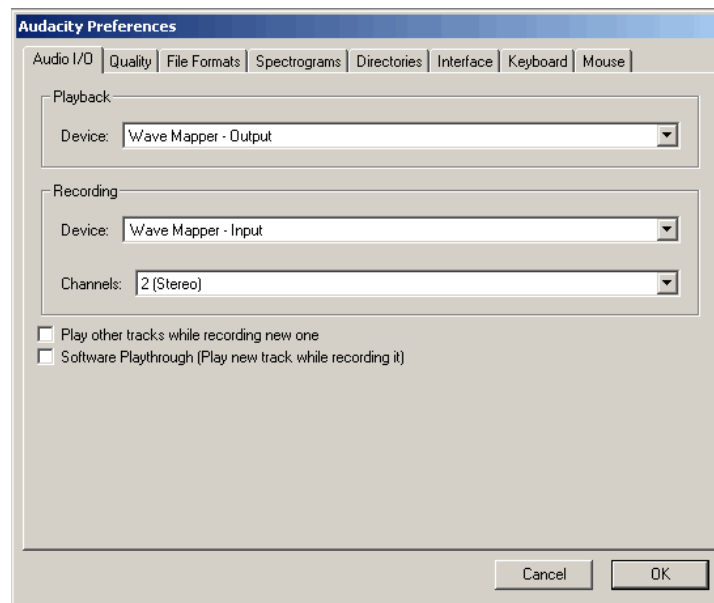 Audacity Preferences
Audio I/O Quality File Formats Spectrograms Directories Interface Keyboard Mouse
Playback
Device: Wave Mapper - Output
Recording
Device: Wave Mapper - Input
Channels: 2 (Stereo)
Play other tracks while recording new one
Software Playthrough (Play new track while recording it)
Cancel OK